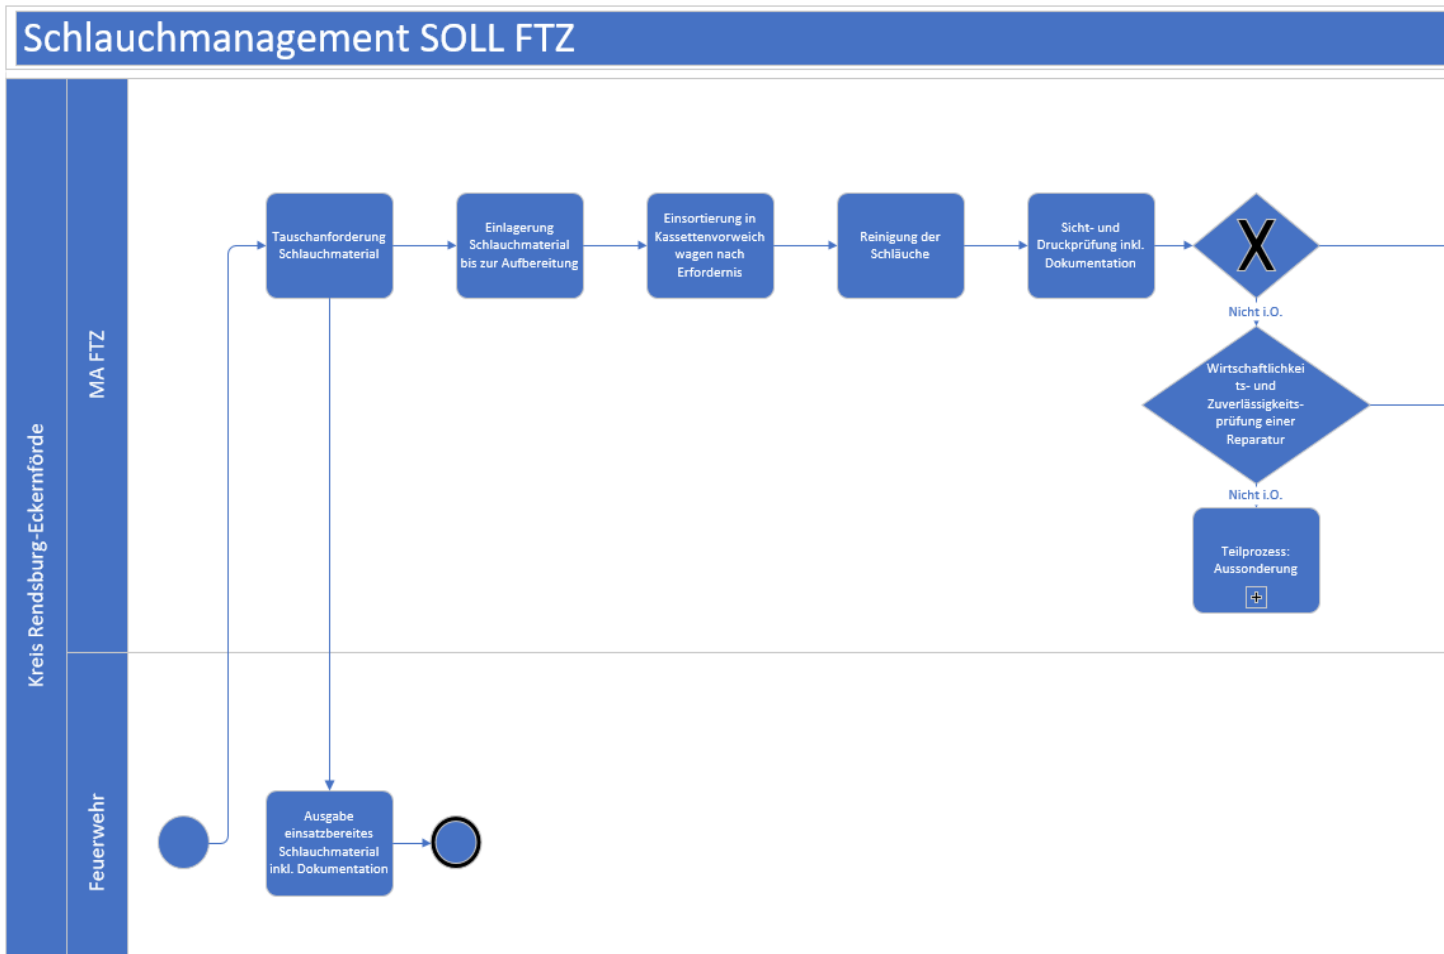 Schlauchmanagement SOLL FTZ
Kreis Rendsburg-Eckernförde
MA FTZ
Tauschanforderung
Schlauchmaterial
Einlagerung
Schlauchmaterial
bis zur Aufbereitung
Einsortierung in
Kassettenvorweich
wagen nach
Erfordernis
Reinigung der
Schläuche
Sicht- und
Druckprüfung inkl.
Dokumentation
X
Nicht i.O.
Wirtschaftlichkei
ts- und
Zuverlässigkeits-
prüfung einer
Reparatur
Nicht i.O.
Teilprozess:
Aussonderung
Feuerwehr
Ausgabe
einsatzbereites
Schlauchmaterial
inkl. Dokumentation